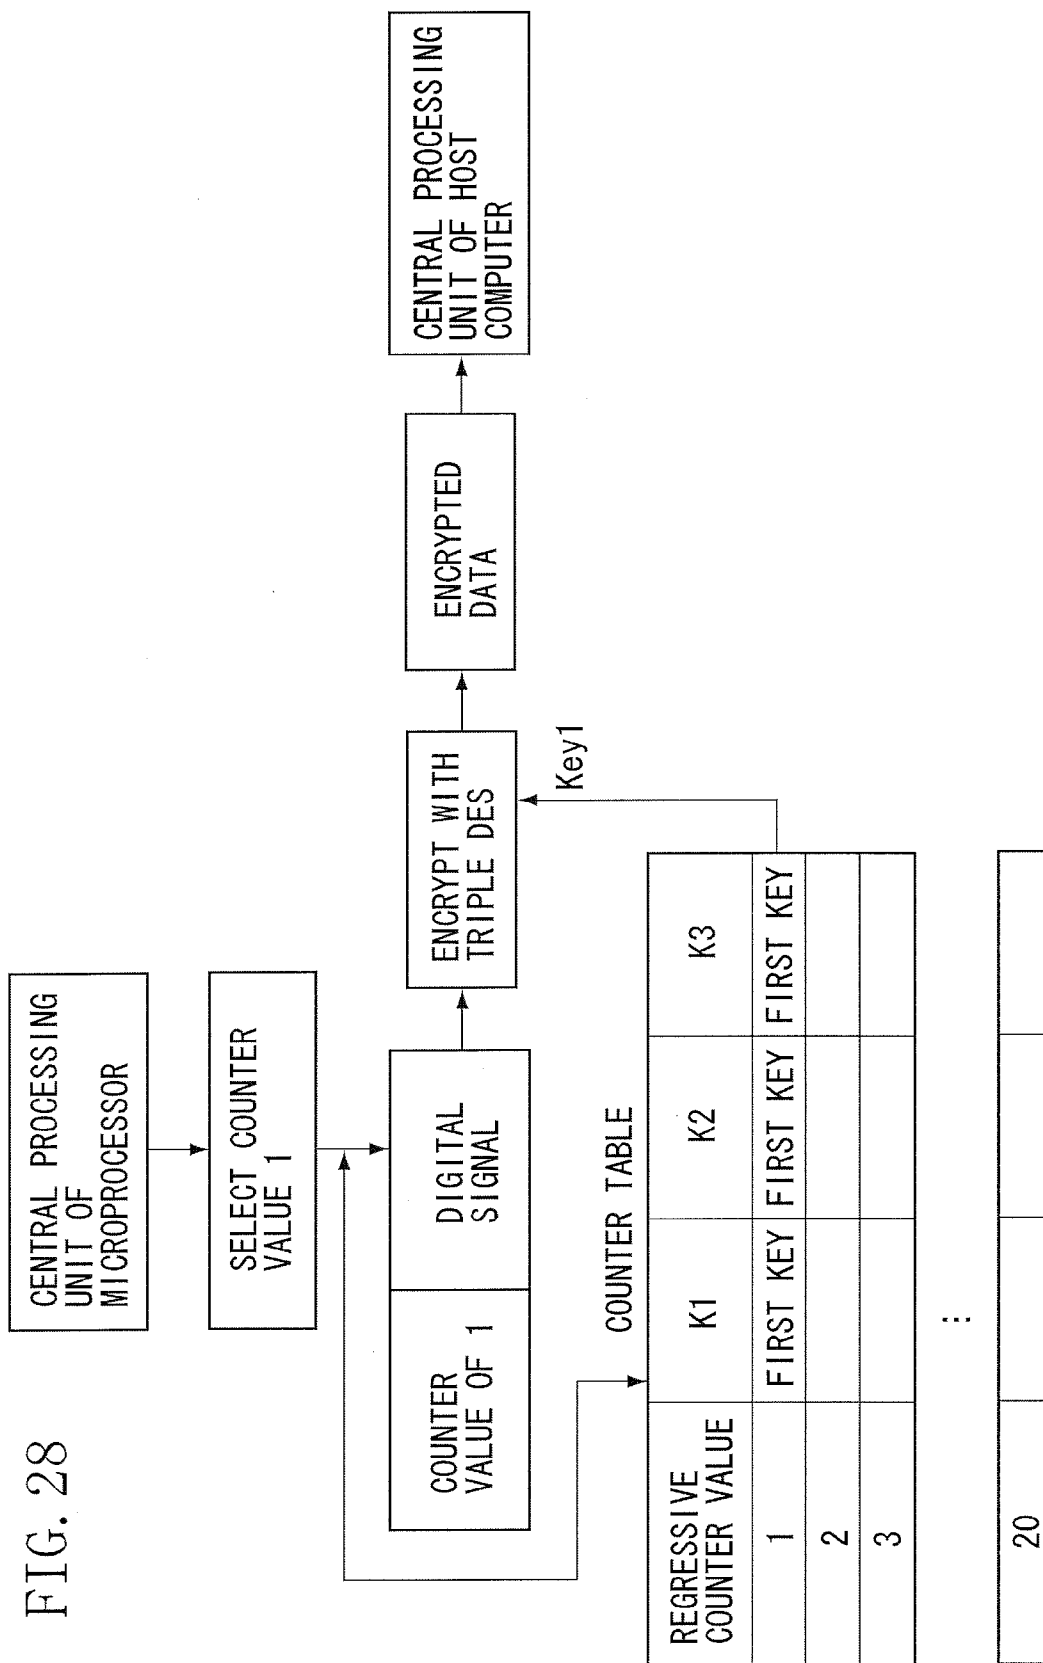 FIG. 28
CENTRAL PROCESSING
UNIT OF
MICROPROCESSOR
SELECT COUNTER
VALUE 1
COUNTER
VALUE OF 1
DIGITAL
SIGNAL
ENCRYPT WITH
TRIPLE DES
ENCRYPTED
DATA
CENTRAL PROCESSING
UNIT OF HOST
COMPUTER
Key1
COUNTER TABLE
REGRESSIVE
COUNTER VALUE
K1
K2
K3
1
FIRST KEY
FIRST KEY
FIRST KEY
2
3
...
20